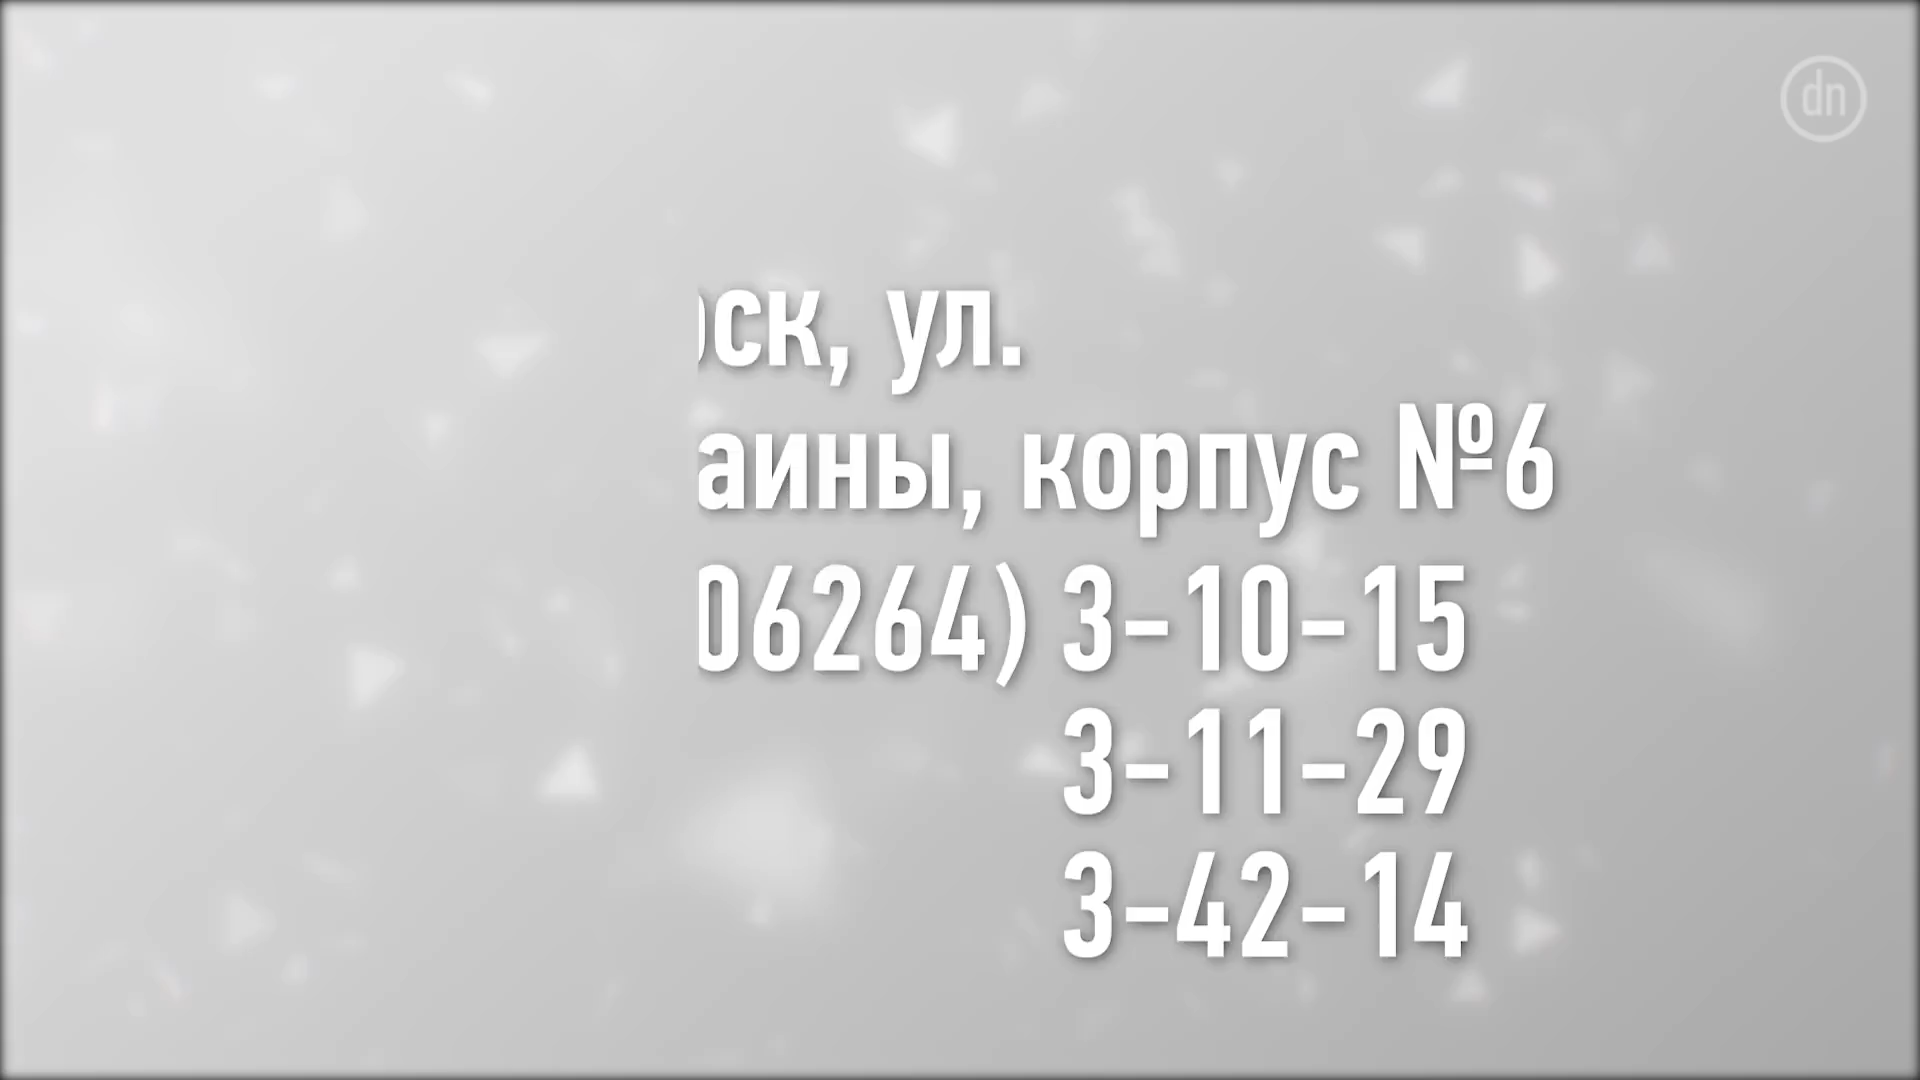 dn
оск, ул.
аины, корпус №6
06264) 3-10-15
3-11-29
3-42-14